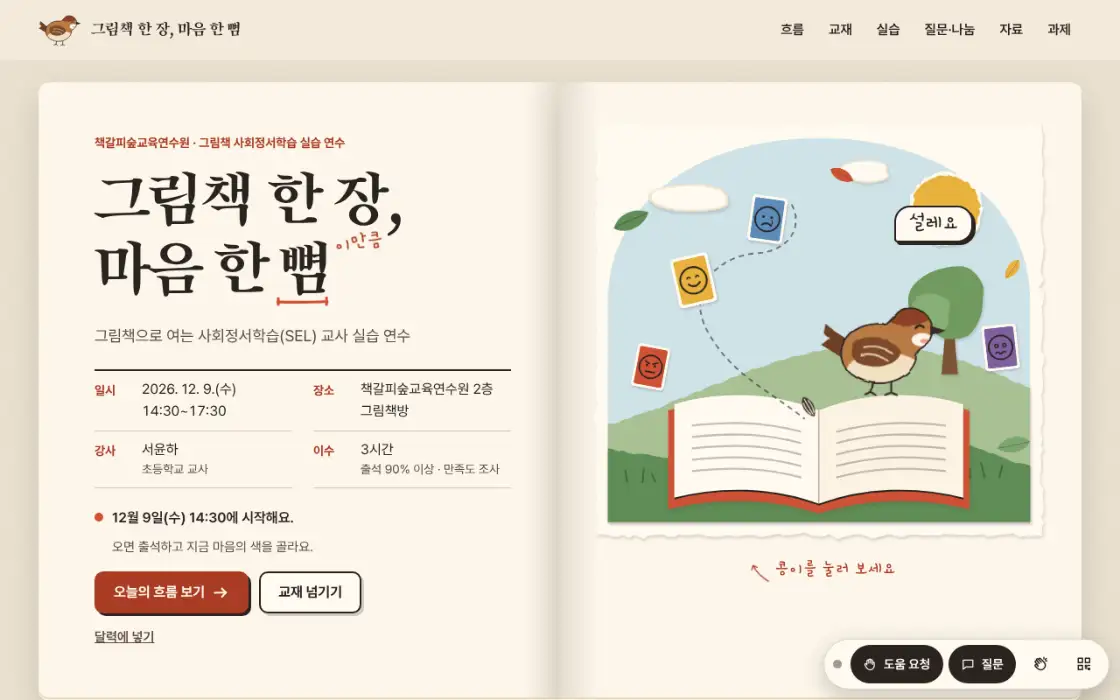 그림책 한 장, 마음 한 뼘
흐름
교재
실습
질문·나눔
자료
과제
책갈피숲교육연수원 · 그림책 사회정서학습 실습 연수
그림책 한 장,
마음 한 뼘
이만큼
그림책으로 여는 사회정서학습(SEL) 교사 실습 연수
일시
2026. 12. 9.(수)
14:30~17:30
장소
책갈피숲교육연수원 2층
그림책방
강사
서윤하
초등학교 교사
이수
3시간
출석 90% 이상 · 만족도 조사
12월 9일(수) 14:30에 시작해요.
오면 출석하고 지금 마음의 색을 골라요.
오늘의 흐름 보기 →
교재 넘기기
달력에 넣기
설레요
콩이를 눌러 보세요
도움 요청
질문